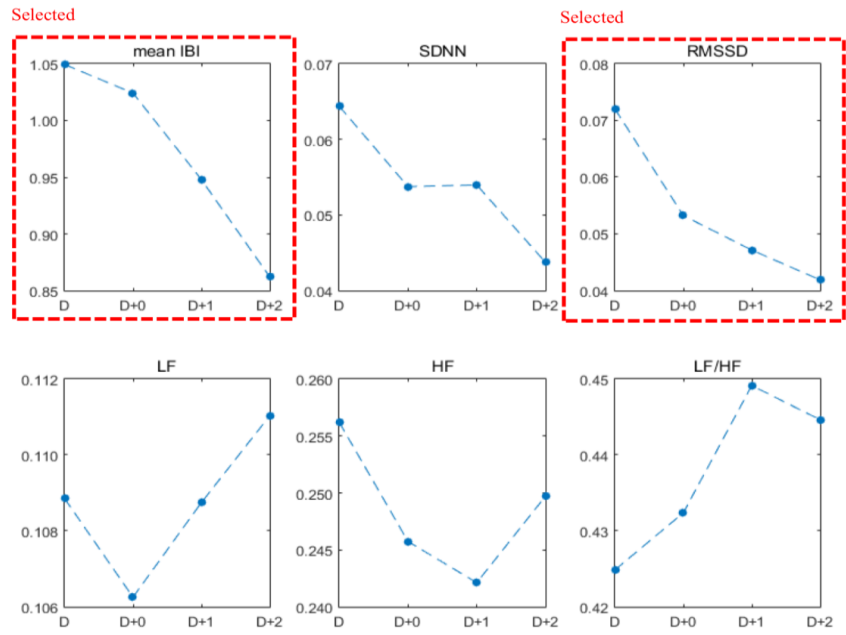 Selected
Selected
mean IBI
1.05
1.00
0.95
0.90
0.85
D D+0 D+1 D+2
SDNN
0.07
0.06
0.05
0.04
D D+0 D+1 D+2
RMSSD
0.08
0.07
0.06
0.05
0.04
D D+0 D+1 D+2
LF
0.112
0.110
0.108
0.106
D D+0 D+1 D+2
HF
0.260
0.255
0.250
0.245
0.240
D D+0 D+1 D+2
LF/HF
0.45
0.44
0.43
0.42
D D+0 D+1 D+2